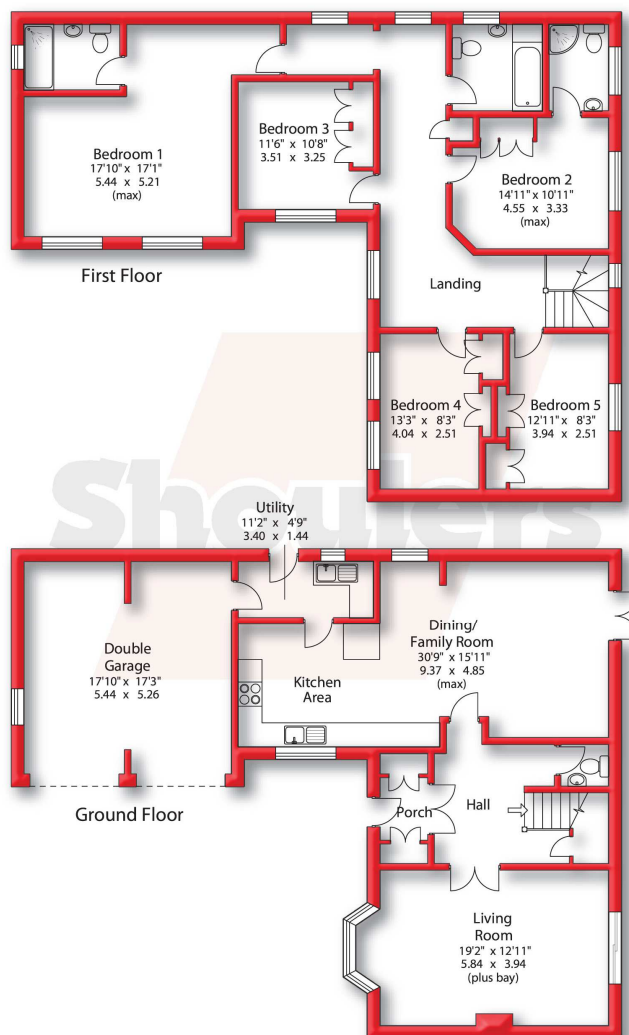 Bedroom 1
17'10" x 17'1"
5.44 x 5.21
(max)
Bedroom 3
11'6" x 10'8"
3.51 x 3.25
Bedroom 2
14'11" x 10'11"
4.55 x 3.33
(max)
First Floor
Landing
Bedroom 4
13'3" x 8'3"
4.04 x 2.51
Bedroom 5
12'11" x 8'3"
3.94 x 2.51
Shoulers
Utility
11'2" x 4'9"
3.40 x 1.44
Double
Garage
17'10" x 17'3"
5.44 x 5.26
Kitchen
Area
Dining/
Family Room
30'9" x 15'11"
9.37 x 4.85
(max)
Ground Floor
Porch
Hall
Living
Room
19'2" x 12'11"
5.84 x 3.94
(plus bay)